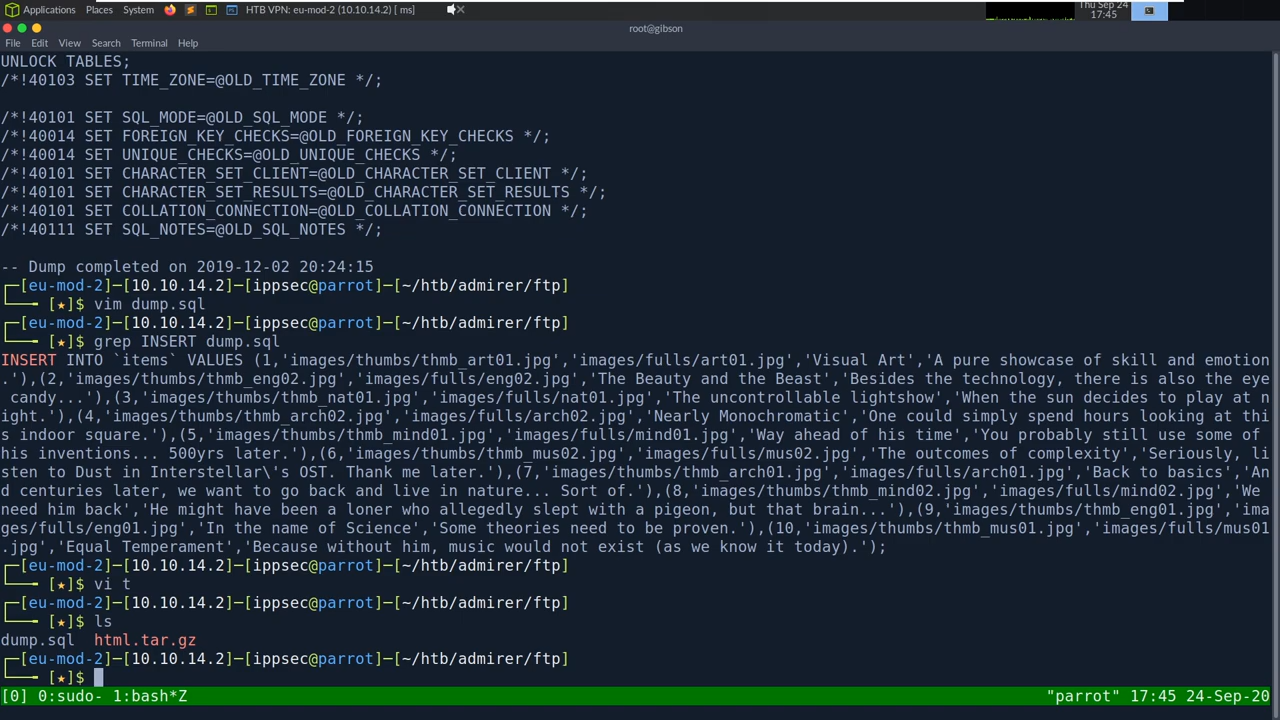 Applications Places System HTB VPN: eu-mod-2 (10.10.14.2) [ ms] Thu Sep 24
17:45
root@gibson
File Edit View Search Terminal Help
UNLOCK TABLES;
/*!40103 SET TIME_ZONE=@OLD_TIME_ZONE */;
/*!40101 SET SQL_MODE=@OLD_SQL_MODE */;
/*!40014 SET FOREIGN_KEY_CHECKS=@OLD_FOREIGN_KEY_CHECKS */;
/*!40014 SET UNIQUE_CHECKS=@OLD_UNIQUE_CHECKS */;
/*!40101 SET CHARACTER_SET_CLIENT=@OLD_CHARACTER_SET_CLIENT */;
/*!40101 SET CHARACTER_SET_RESULTS=@OLD_CHARACTER_SET_RESULTS */;
/*!40101 SET COLLATION_CONNECTION=@OLD_COLLATION_CONNECTION */;
/*!40111 SET SQL_NOTES=@OLD_SQL_NOTES */;
-- Dump completed on 2019-12-02 20:24:15
┌─[eu-mod-2]─[10.10.14.2]─[ippsec@parrot]─[~/htb/admirer/ftp]
└──╼ [★]$ vim dump.sql
┌─[eu-mod-2]─[10.10.14.2]─[ippsec@parrot]─[~/htb/admirer/ftp]
└──╼ [★]$ grep INSERT dump.sql
INSERT INTO `items` VALUES (1,'images/thumbs/thmb_art01.jpg','images/fulls/art01.jpg','Visual Art','A pure showcase of skill and emotion
.'),(2,'images/thumbs/thmb_eng02.jpg','images/fulls/eng02.jpg','The Beauty and the Beast','Besides the technology, there is also the eye
 candy...'),(3,'images/thumbs/thmb_nat01.jpg','images/fulls/nat01.jpg','The uncontrollable lightshow','When the sun decides to play at n
ight.'),(4,'images/thumbs/thmb_arch02.jpg','images/fulls/arch02.jpg','Nearly Monochromatic','One could simply spend hours looking at thi
s indoor square.'),(5,'images/thumbs/thmb_mind01.jpg','images/fulls/mind01.jpg','Way ahead of his time','You probably still use some of 
his inventions... 500yrs later.'),(6,'images/thumbs/thmb_mus02.jpg','images/fulls/mus02.jpg','The outcomes of complexity','Seriously, li
sten to Dust in Interstellar\'s OST. Thank me later.'),(7,'images/thumbs/thmb_arch01.jpg','images/fulls/arch01.jpg','Back to basics','An
d centuries later, we want to go back and live in nature... Sort of.'),(8,'images/thumbs/thmb_mind02.jpg','images/fulls/mind02.jpg','We 
need him back','He might have been a loner who allegedly slept with a pigeon, but that brain...'),(9,'images/thumbs/thmb_eng01.jpg','ima
ges/fulls/eng01.jpg','In the name of Science','Some theories need to be proven.'),(10,'images/thumbs/thmb_mus01.jpg','images/fulls/mus01
.jpg','Equal Temperament','Because without him, music would not exist (as we know it today).');
┌─[eu-mod-2]─[10.10.14.2]─[ippsec@parrot]─[~/htb/admirer/ftp]
└──╼ [★]$ vi t
┌─[eu-mod-2]─[10.10.14.2]─[ippsec@parrot]─[~/htb/admirer/ftp]
└──╼ [★]$ ls
dump.sql html.tar.gz
┌─[eu-mod-2]─[10.10.14.2]─[ippsec@parrot]─[~/htb/admirer/ftp]
└──╼ [★]$
[0] 0:sudo- 1:bash*Z "parrot" 17:45 24-Sep-20